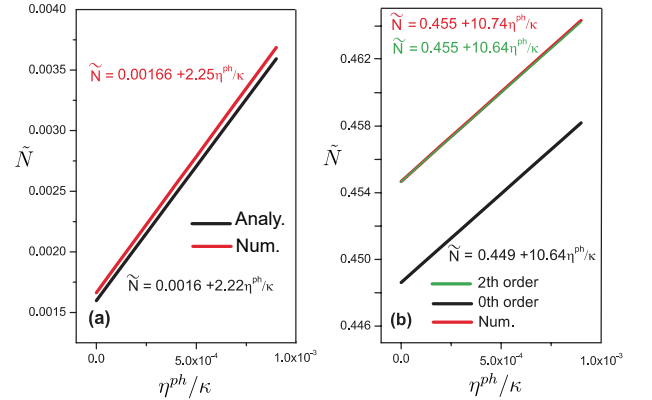 0.0040
0.0035
0.0030
0.0025
0.0020
0.0015
Ñ
Ñ = 0.00166 +2.25η^ph/κ
Analy.
Num.
Ñ = 0.0016 +2.22η^ph/κ
(a)
0.0
5.0x10⁻⁴
1.0x10⁻³
η^ph/κ
0.462
0.458
0.454
0.450
0.446
Ñ
Ñ = 0.455 +10.74η^ph/κ
Ñ = 0.455 +10.64η^ph/κ
Ñ = 0.449 +10.64η^ph/κ
2th order
0th order
Num.
(b)
0.0
5.0x10⁻⁴
1.0x10⁻³
η^ph/κ